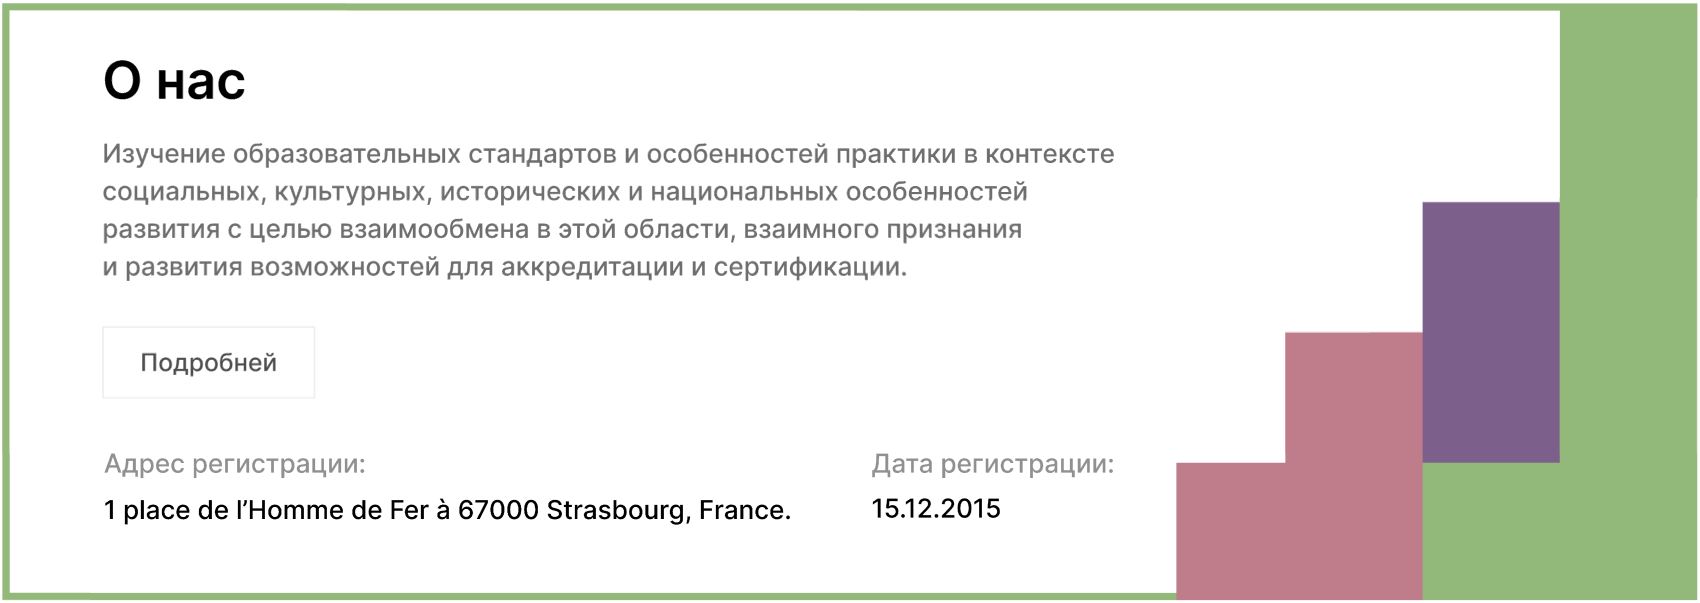 О нас
Изучение образовательных стандартов и особенностей практики в контексте
социальных, культурных, исторических и национальных особенностей
развития с целью взаимообмена в этой области, взаимного признания
и развития возможностей для аккредитации и сертификации.
Подробней
Адрес регистрации:
1 place de l’Homme de Fer à 67000 Strasbourg, France.
Дата регистрации:
15.12.2015